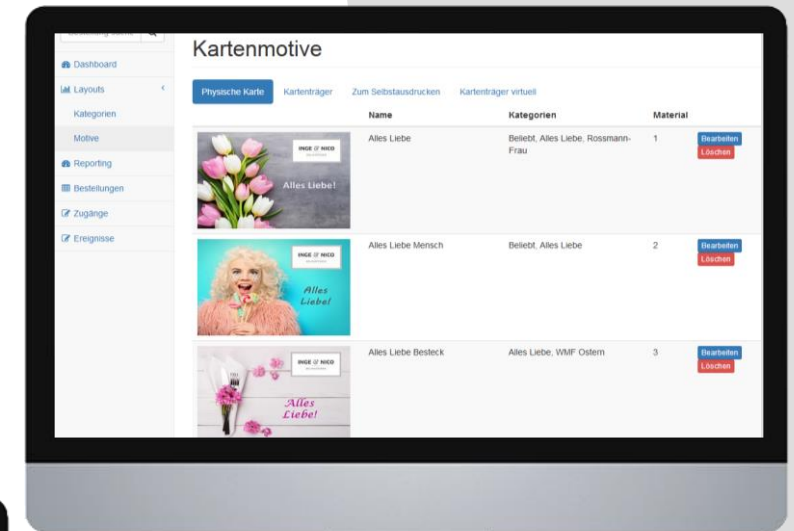 Kartenmotive
Dashboard
Layouts
Kategorien
Motive
Reporting
Bestellungen
Zugänge
Ereignisse
Physische Karte Kartenträger Zum Selbstausdrucken Kartenträger virtuell
Name Kategorien Material
INGE & NICO
Alles Liebe!
Alles Liebe Beliebt, Alles Liebe, Rossmann-
Frau 1 Bearbeiten
Löschen
INGE & NICO
Alles
Liebe!
Alles Liebe Mensch Beliebt, Alles Liebe 2 Bearbeiten
Löschen
INGE & NICO
Alles
Liebe!
Alles Liebe Besteck Alles Liebe, WMF Ostern 3 Bearbeiten
Löschen